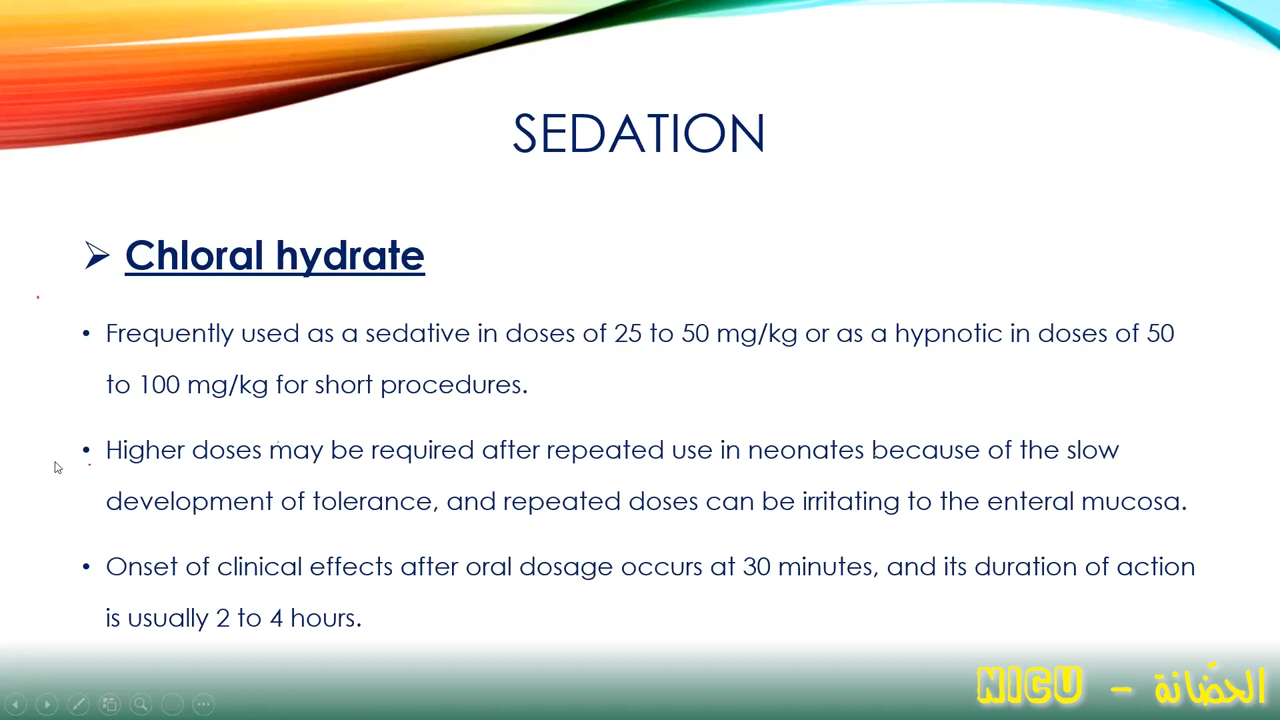 SEDATION
➢ Chloral hydrate
• Frequently used as a sedative in doses of 25 to 50 mg/kg or as a hypnotic in doses of 50
to 100 mg/kg for short procedures.
• Higher doses may be required after repeated use in neonates because of the slow
development of tolerance, and repeated doses can be irritating to the enteral mucosa.
• Onset of clinical effects after oral dosage occurs at 30 minutes, and its duration of action
is usually 2 to 4 hours.
NICU - الحضّانة